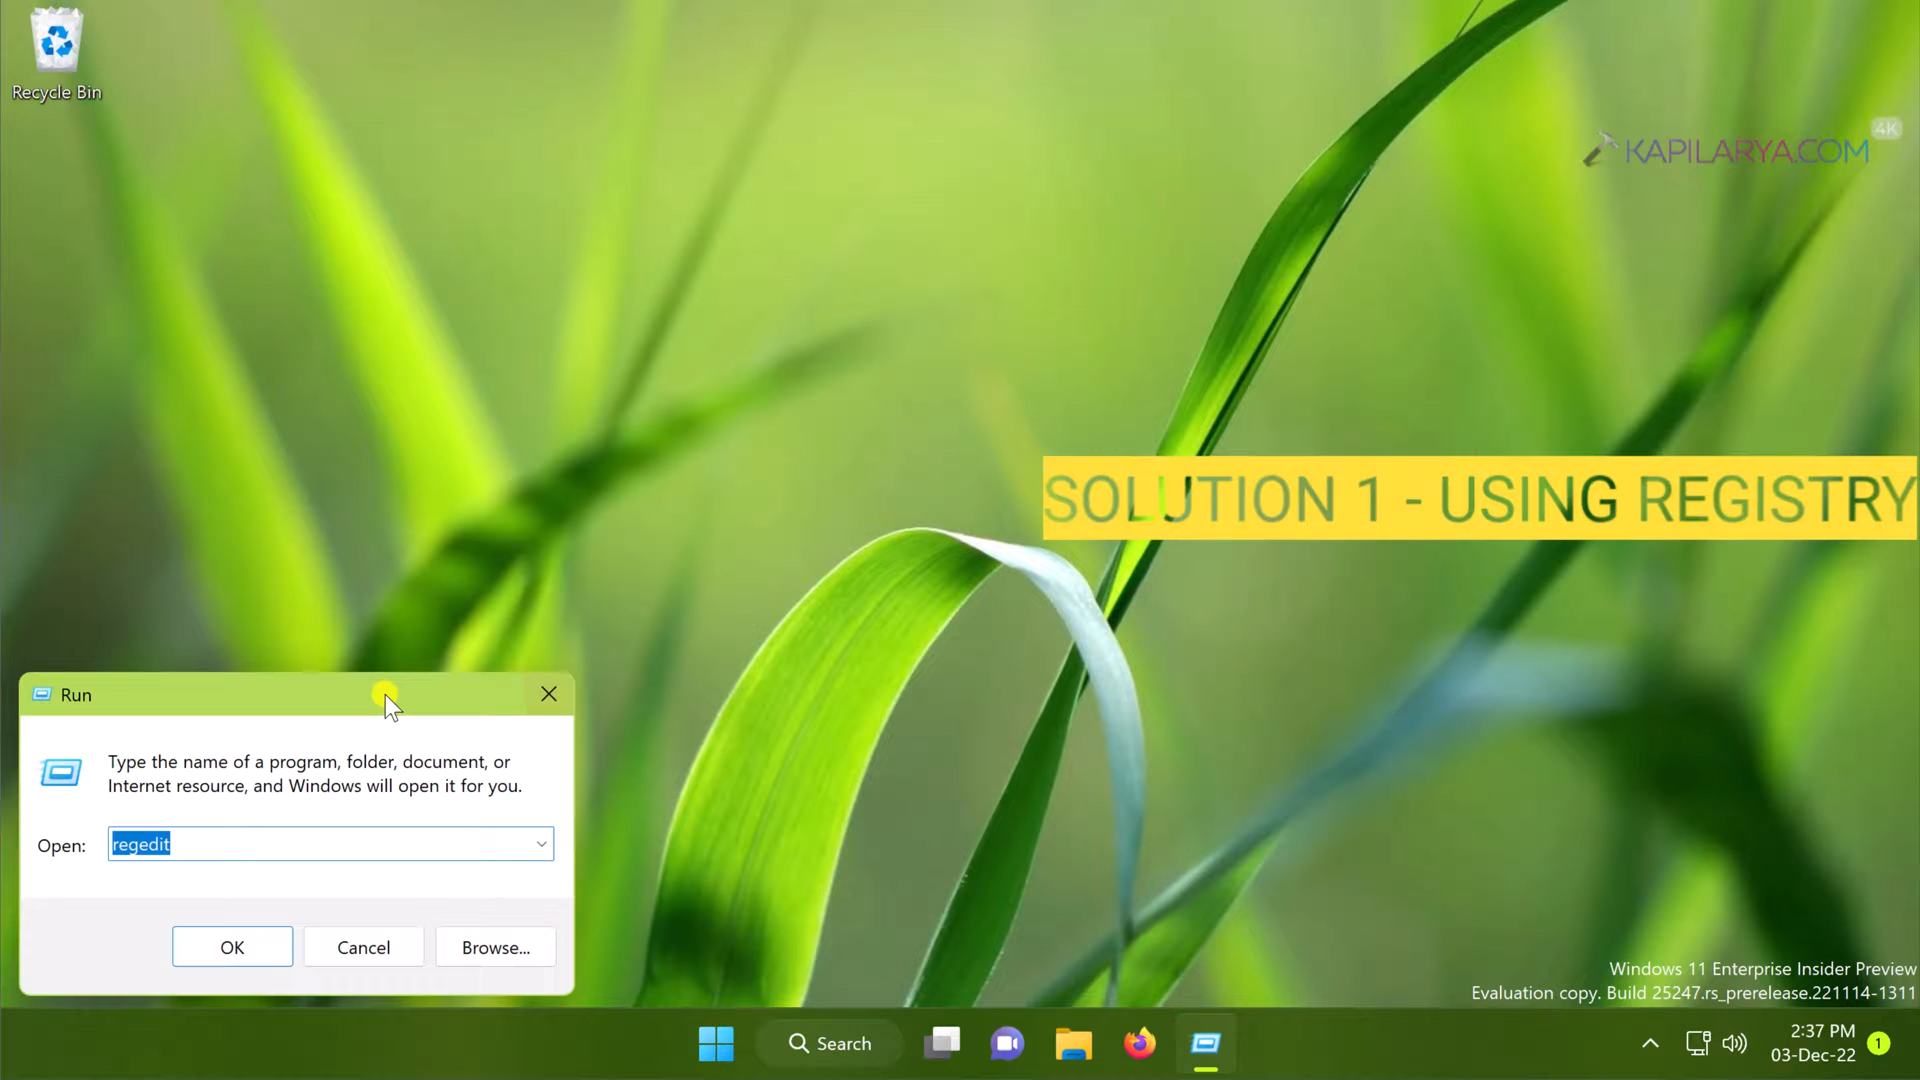 Recycle Bin
4K
KAPILARYA.COM
SOLUTION 1 - USING REGISTRY
Run
Type the name of a program, folder, document, or
Internet resource, and Windows will open it for you.
Open: regedit
OK Cancel Browse...
Windows 11 Enterprise Insider Preview
Evaluation copy. Build 25247.rs_prerelease.221114-1311
Search
2:37 PM
03-Dec-22
1